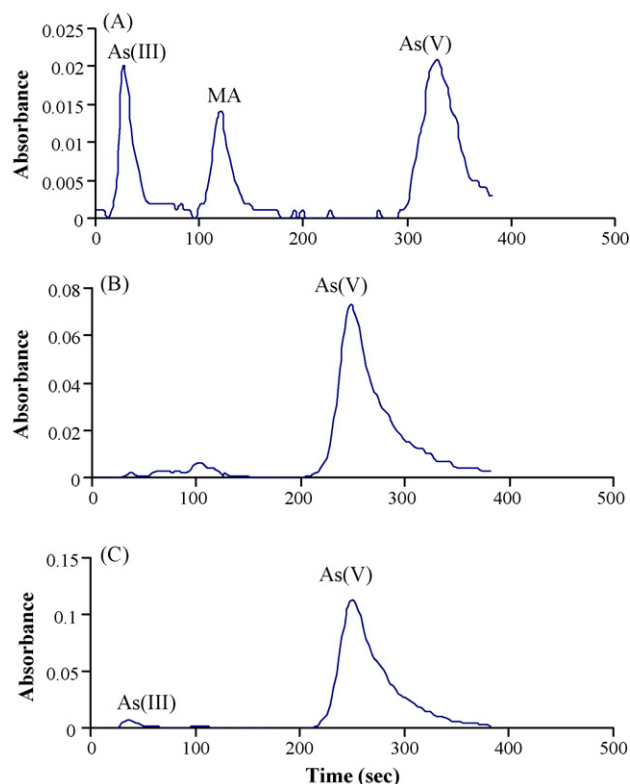 (A)
As(III)
MA
As(V)
0.025
0.02
0.015
0.01
0.005
0
Absorbance
0 100 200 300 400 500
(B)
As(V)
0.08
0.06
0.04
0.02
0
Absorbance
0 100 200 300 400 500
(C)
As(V)
As(III)
0.15
0.1
0.05
0
Absorbance
0 100 200 300 400 500
Time (sec)